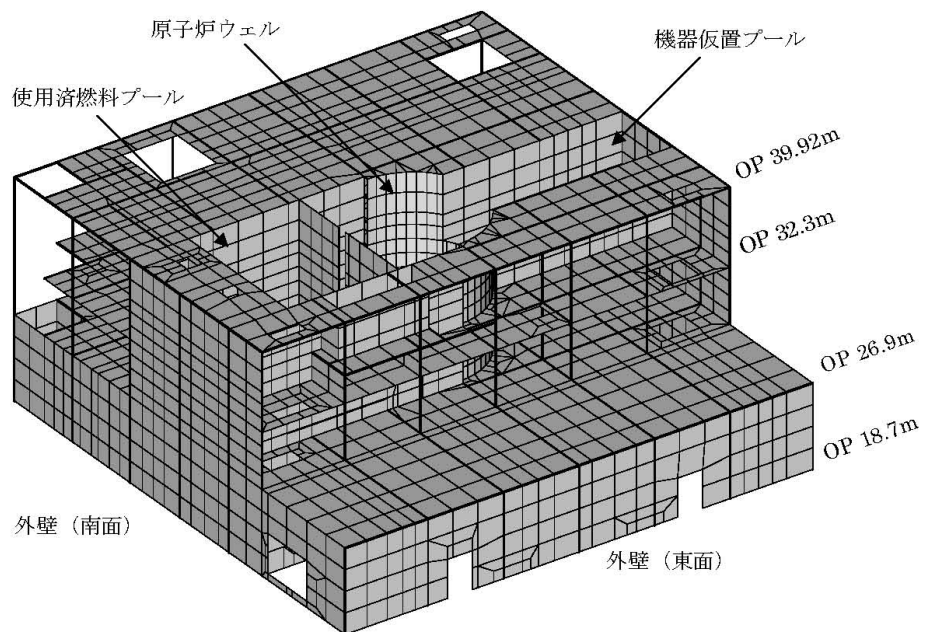 原子炉ウェル
機器仮置プール
使用済燃料プール
OP 39.92m
OP 32.3m
OP 26.9m
OP 18.7m
外壁（南面）
外壁（東面）